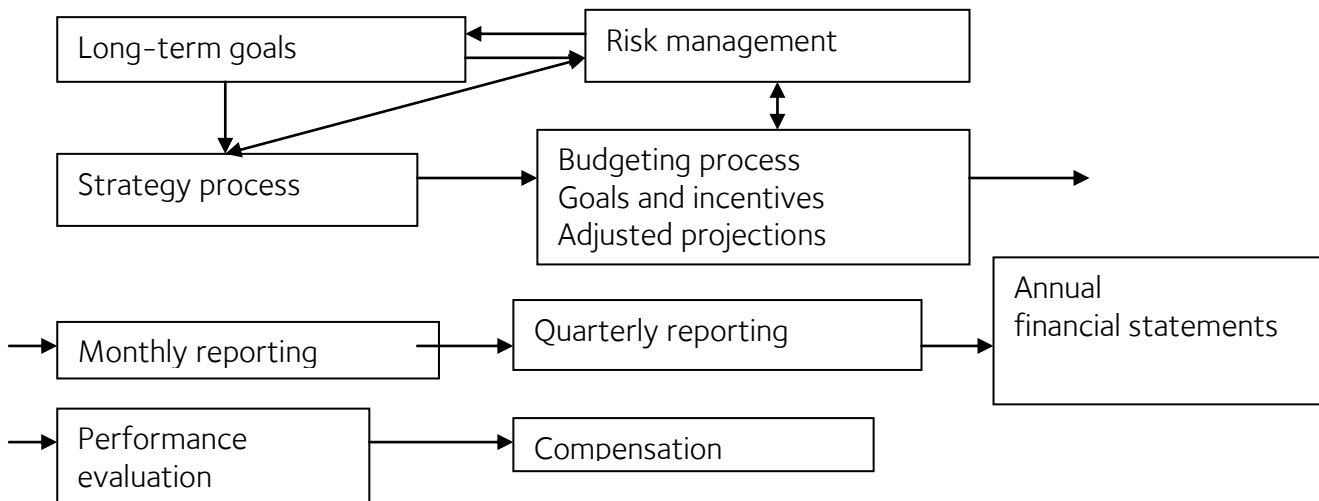 Long-term goals
Risk management
Strategy process
Budgeting process
Goals and incentives
Adjusted projections
Annual
financial statements
Monthly reporting
Quarterly reporting
Performance
evaluation
Compensation